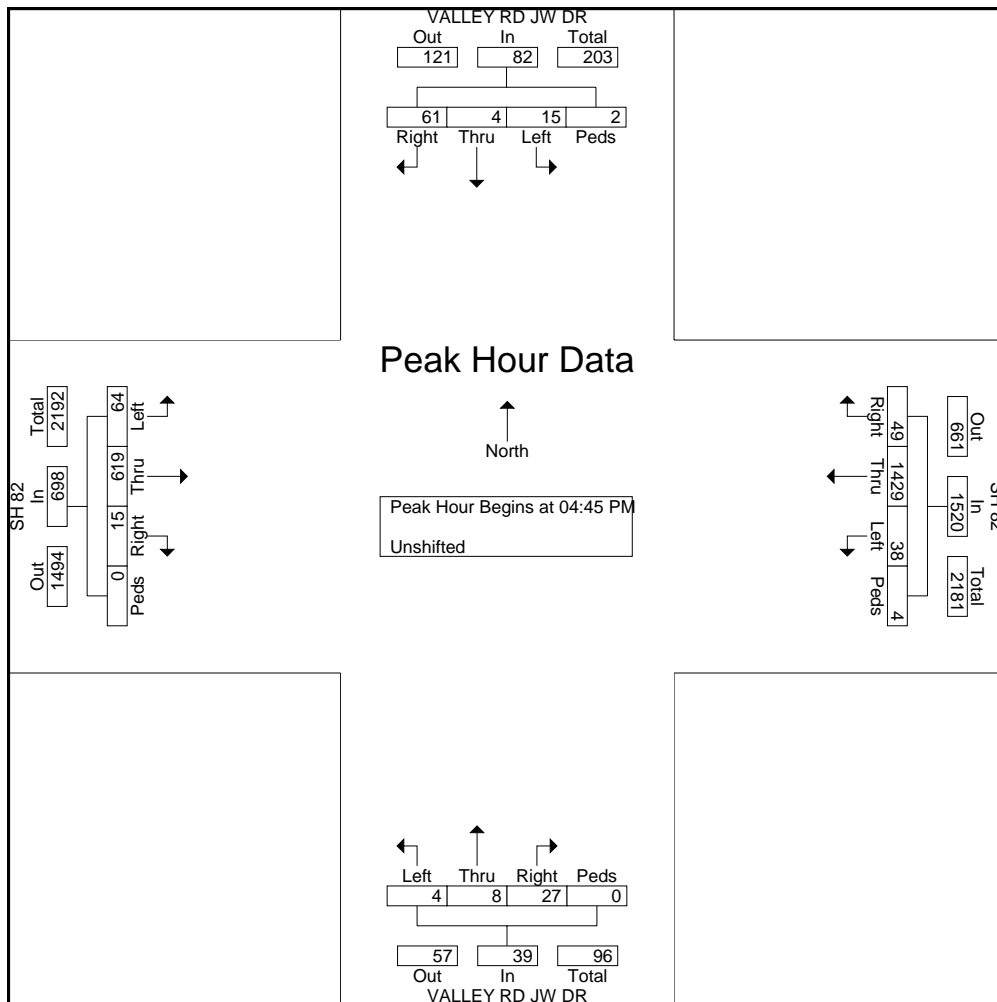 VALLEY RD JW DR
Out In Total
121 82 203
61 4 15 2
Right Thru Left Peds
Peak Hour Data
North
Peak Hour Begins at 04:45 PM
Unshifted
SH 82
Out In Total
1494 698 2192
Left Thru Right Peds
64 619 15 0
SH 82
Out In Total
661 1520 2181
Right Thru Left Peds
49 1429 38 4
Left Thru Right Peds
4 8 27 0
57 39 96
Out In Total
VALLEY RD JW DR